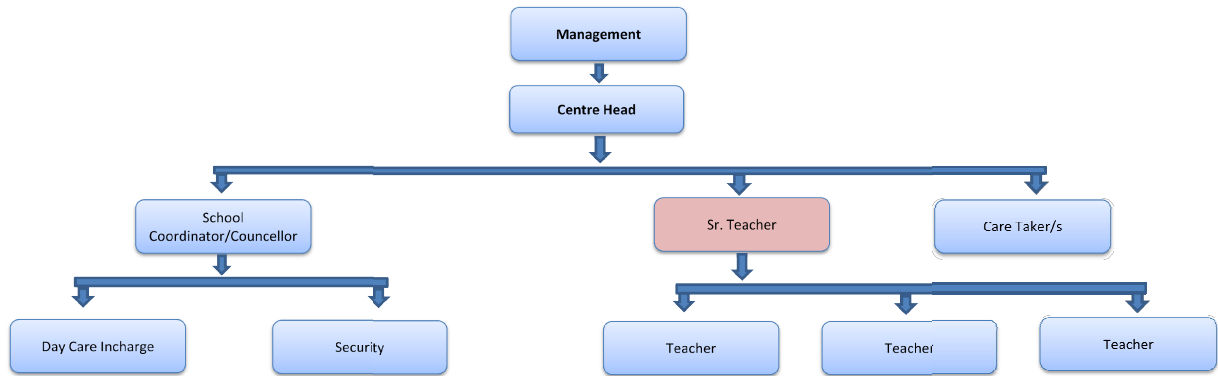 Management
Centre Head
School
Coordinator/Councellor
Sr. Teacher
Care Taker/s
Day Care Incharge
Security
Teacher
Teacher
Teacher